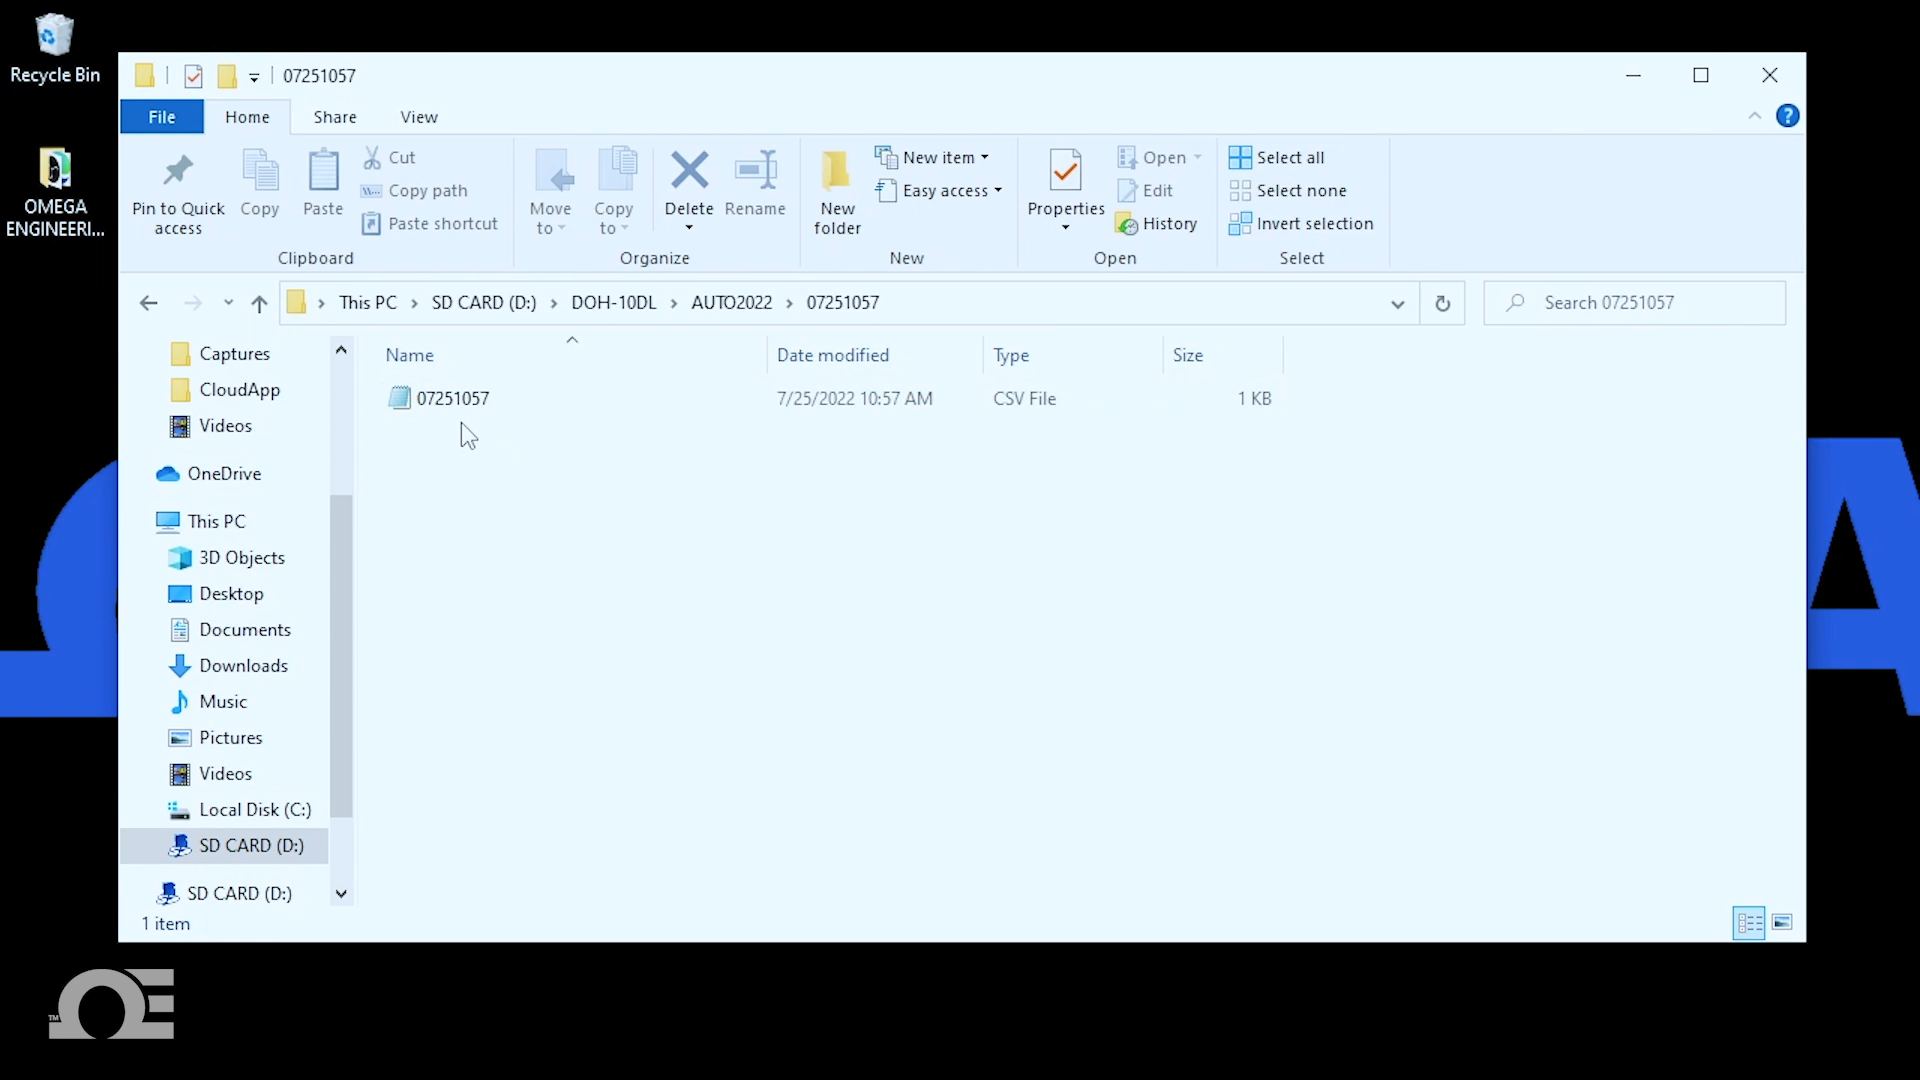 Recycle Bin
OMEGA
ENGINEERI...
07251057
File
Home
Share
View
?
Pin to Quick
access
Copy
Paste
Cut
Copy path
Paste shortcut
Clipboard
Move
to
Copy
to
Delete
Rename
Organize
New
folder
New item
Easy access
New
Properties
Open
Edit
History
Open
Select all
Select none
Invert selection
Select
This PC
SD CARD (D:)
DOH-10DL
AUTO2022
07251057
Search 07251057
Captures
CloudApp
Videos
OneDrive
This PC
3D Objects
Desktop
Documents
Downloads
Music
Pictures
Videos
Local Disk (C:)
SD CARD (D:)
SD CARD (D:)
Name
Date modified
Type
Size
07251057
7/25/2022 10:57 AM
CSV File
1 KB
1 item
A
TM